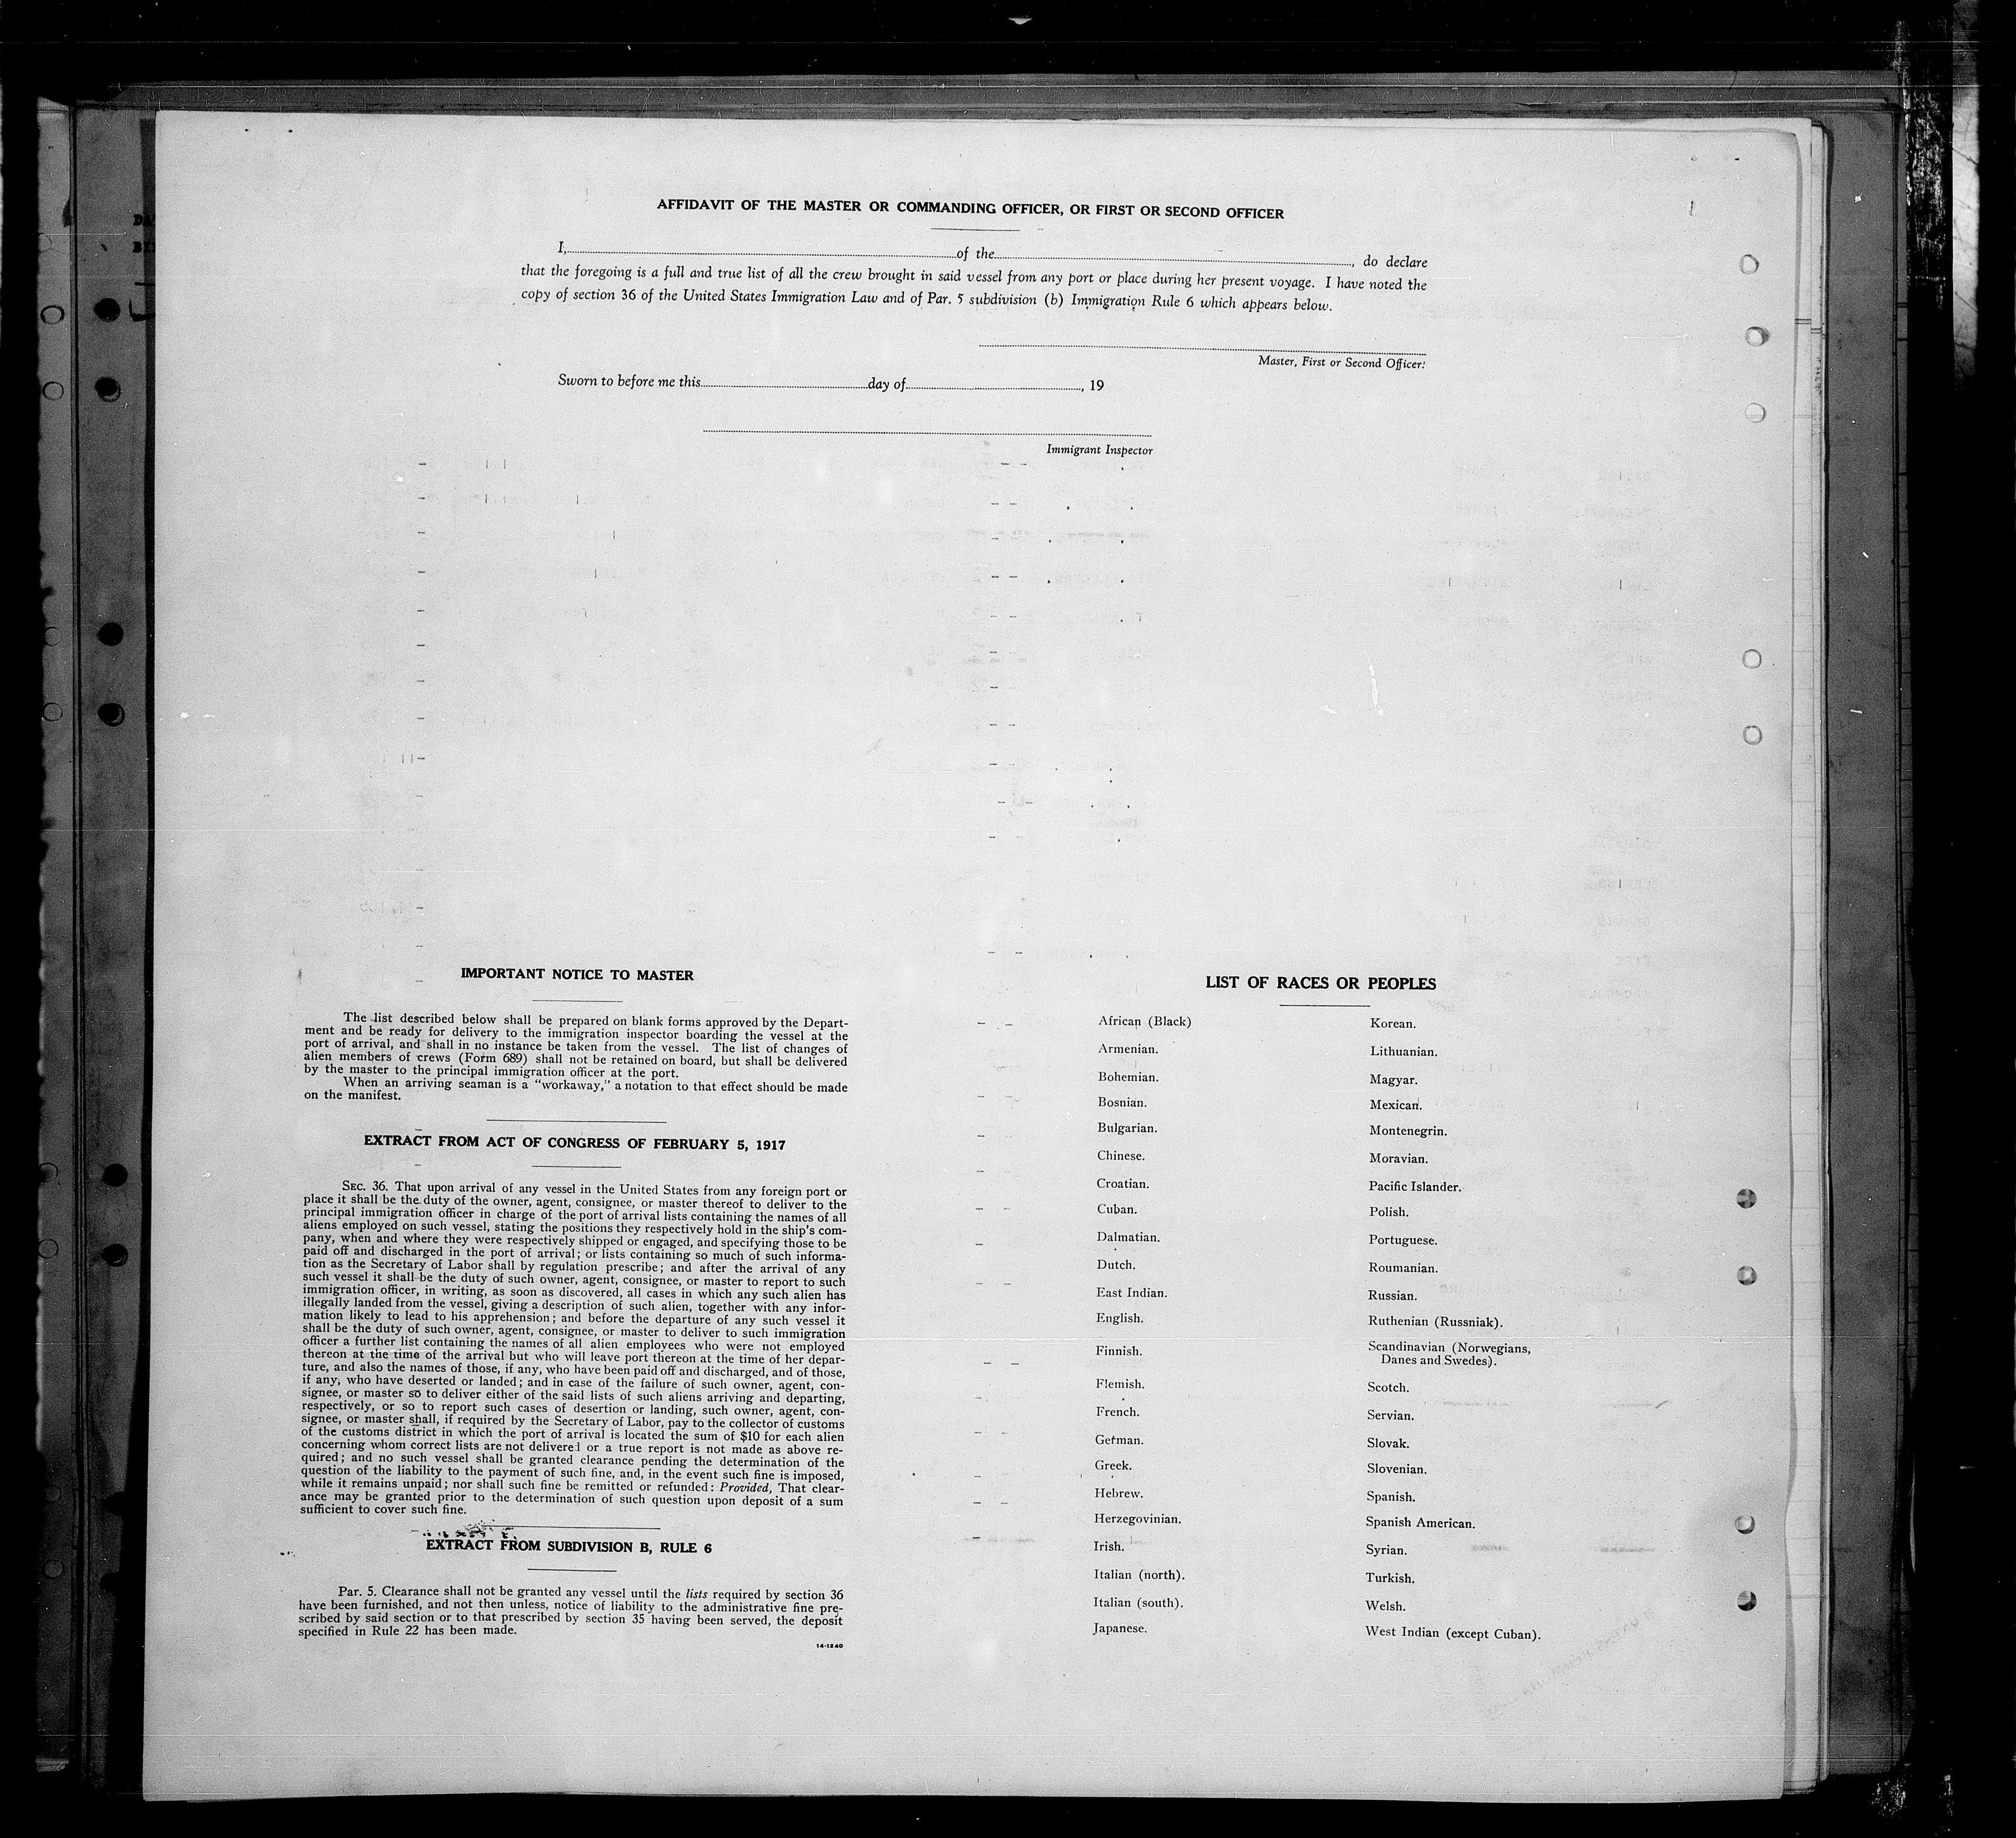 AFFIDAVIT OF THE MASTER OR COMMANDING OFFICER, OR FIRST OR SECOND OFFICER
I, of the , do declare
that the foregoing is a full and true list of all the crew brought in said vessel from any port or place during her present voyage. I have noted the
copy of section 36 of the United States Immigration Law and of Par. 5 subdivision (b) Immigration Rule 6 which appears below.
Master, First or Second Officer.
Sworn to before me this day of , 19
Immigrant Inspector
IMPORTANT NOTICE TO MASTER
The list described below shall be prepared on blank forms approved by the Depart-
ment and be ready for delivery to the immigration inspector boarding the vessel at the
port of arrival, and shall in no instance be taken from the vessel. The list of changes of
alien members of crews (Form 689) shall not be retained on board, but shall be delivered
by the master to the principal immigration officer at the port.
When an arriving seaman is a "workaway," a notation to that effect should be made
on the manifest.
EXTRACT FROM ACT OF CONGRESS OF FEBRUARY 5, 1917
SEC. 36. That upon arrival of any vessel in the United States from any foreign port or
place it shall be the duty of the owner, agent, consignee, or master thereof to deliver to the
principal immigration officer in charge of the port of arrival lists containing the names of all
aliens employed on such vessel, stating the positions they respectively hold in the ship's com-
pany, when and where they were respectively shipped or engaged, and specifying those to be
paid off and discharged in the port of arrival; or lists containing so much of such informa-
tion as the Secretary of Labor shall by regulation prescribe; and after the arrival of any
such vessel it shall be the duty of such owner, agent, consignee, or master to report to such
immigration officer, in writing, as soon as discovered, all cases in which any such alien has
illegally landed from the vessel, giving a description of such alien, together with any infor-
mation likely to lead to his apprehension; and before the departure of any such vessel it
shall be the duty of such owner, agent, consignee, or master to deliver to such immigration
officer a further list containing the names of all alien employees who were not employed
thereon at the time of the arrival but who will leave port thereon at the time of her depar-
ture, and also the names of those, if any, who have been paid off and discharged, and of those,
if any, who have deserted or landed; and in case of the failure of such owner, agent, con-
signee, or master so to deliver either of the said lists of such aliens arriving and departing,
respectively, or so to report such cases of desertion or landing, such owner, agent, con-
signee, or master shall, if required by the Secretary of Labor, pay to the collector of customs
of the customs district in which the port of arrival is located the sum of $10 for each alien
concerning whom correct lists are not delivered or a true report is not made as above re-
quired; and no such vessel shall be granted clearance pending the determination of the
question of the liability to the payment of such fine, and, in the event such fine is imposed,
while it remains unpaid; nor shall such fine be remitted or refunded: Provided, That clear-
ance may be granted prior to the determination of such question upon deposit of a sum
sufficient to cover such fine.
EXTRACT FROM SUBDIVISION B, RULE 6
Par. 5. Clearance shall not be granted any vessel until the lists required by section 36
have been furnished, and not then unless, notice of liability to the administrative fine pre-
scribed by said section or to that prescribed by section 35 having been served, the deposit
specified in Rule 22 has been made.
14-1240
LIST OF RACES OR PEOPLES
African (Black)
Armenian.
Bohemian.
Bosnian.
Bulgarian.
Chinese.
Croatian.
Cuban.
Dalmatian.
Dutch.
East Indian.
English.
Finnish.
Flemish.
French.
German.
Greek.
Hebrew.
Herzegovinian.
Irish.
Italian (north).
Italian (south).
Japanese.
Korean.
Lithuanian.
Magyar.
Mexican.
Montenegrin.
Moravian.
Pacific Islander.
Polish.
Portuguese.
Roumanian.
Russian.
Ruthenian (Russniak).
Scandinavian (Norwegians,
Danes and Swedes).
Scotch.
Servian.
Slovak.
Slovenian.
Spanish.
Spanish American.
Syrian.
Turkish.
Welsh.
West Indian (except Cuban).